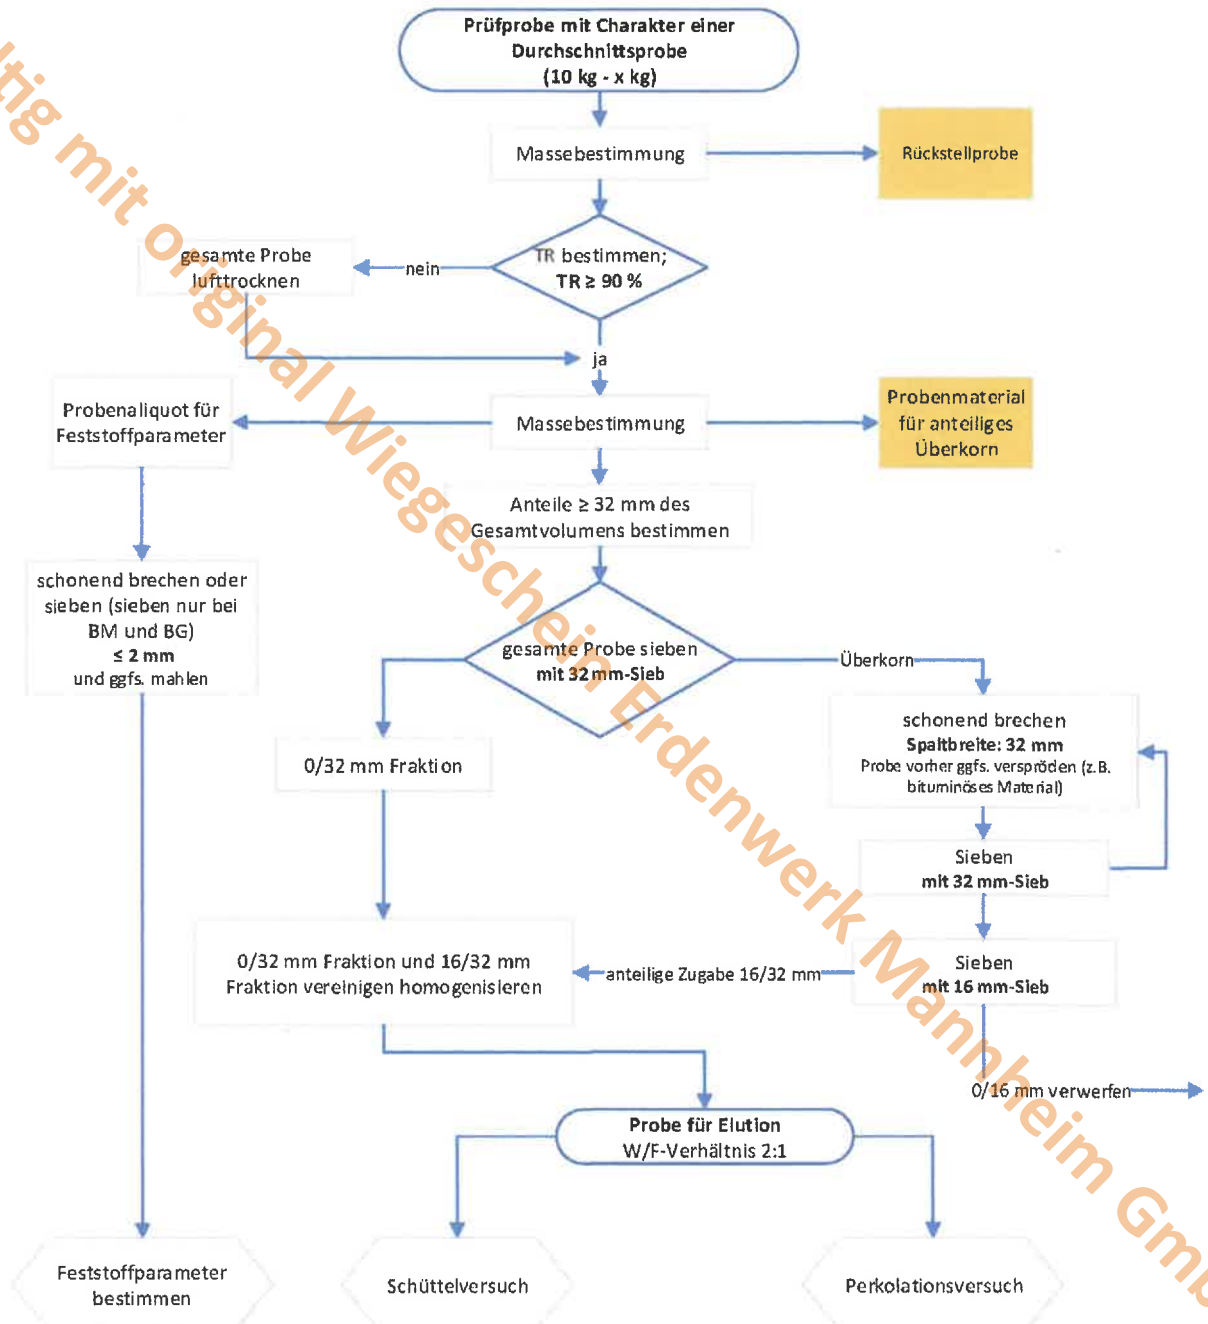 Prüfprobe mit Charakter einer
Durchschnittsprobe
(10 kg - x kg)
Massebestimmung
Rückstellprobe
TR bestimmen;
TR ≥ 90 %
nein
gesamte Probe
lufttrocknen
ja
Probenaliquot für
Feststoffparameter
Massebestimmung
Probenmaterial
für anteiliges
Überkorn
Anteile ≥ 32 mm des
Gesamtvolumens bestimmen
schonend brechen oder
sieben (sieben nur bei
BM und BG)
≤ 2 mm
und ggfs. mahlen
gesamte Probe sieben
mit 32 mm-Sieb
Überkorn
0/32 mm Fraktion
schonend brechen
Spaltbreite: 32 mm
Probe vorher ggfs. verspröden (z.B.
bituminöses Material)
Sieben
mit 32 mm-Sieb
0/32 mm Fraktion und 16/32 mm
Fraktion vereinigen homogenisieren
anteilige Zugabe 16/32 mm
Sieben
mit 16 mm-Sieb
0/16 mm verwerfen
Probe für Elution
W/F-Verhältnis 2:1
Feststoffparameter
bestimmen
Schüttelversuch
Perkolationsversuch
mit original Wiegeschein Erdenwerk Mannheim